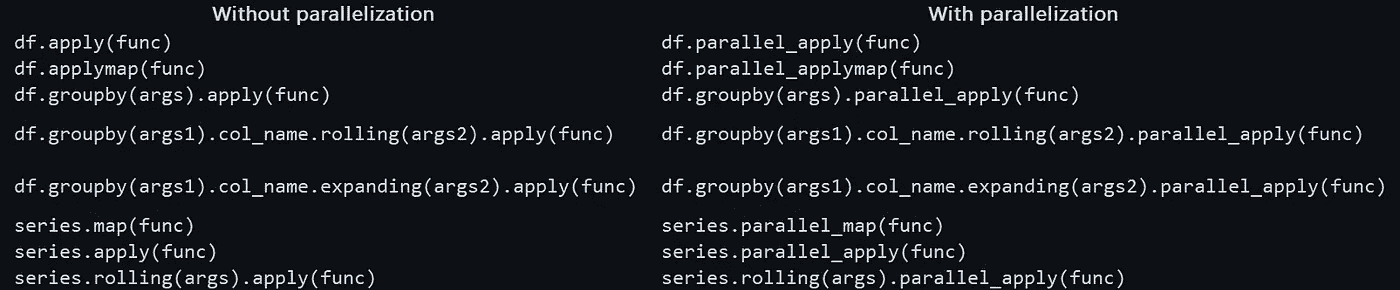 Without parallelization With parallelization
df.apply(func) df.parallel_apply(func)
df.applymap(func) df.parallel_applymap(func)
df.groupby(args).apply(func) df.groupby(args).parallel_apply(func)
df.groupby(args1).col_name.rolling(args2).apply(func) df.groupby(args1).col_name.rolling(args2).parallel_apply(func)
df.groupby(args1).col_name.expanding(args2).apply(func) df.groupby(args1).col_name.expanding(args2).parallel_apply(func)
series.map(func) series.parallel_map(func)
series.apply(func) series.parallel_apply(func)
series.rolling(args).apply(func) series.rolling(args).parallel_apply(func)